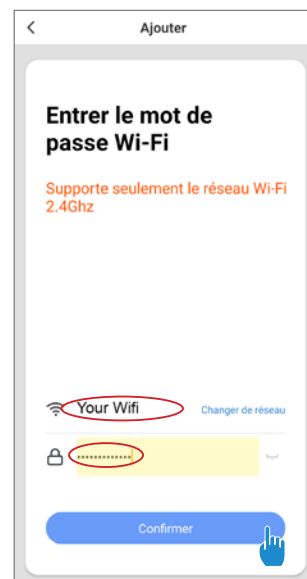 Ajouter
Entrer le mot de
passe Wi-Fi
Supporte seulement le réseau Wi-Fi
2.4Ghz
Your Wifi
Changer de réseau
Confirmer